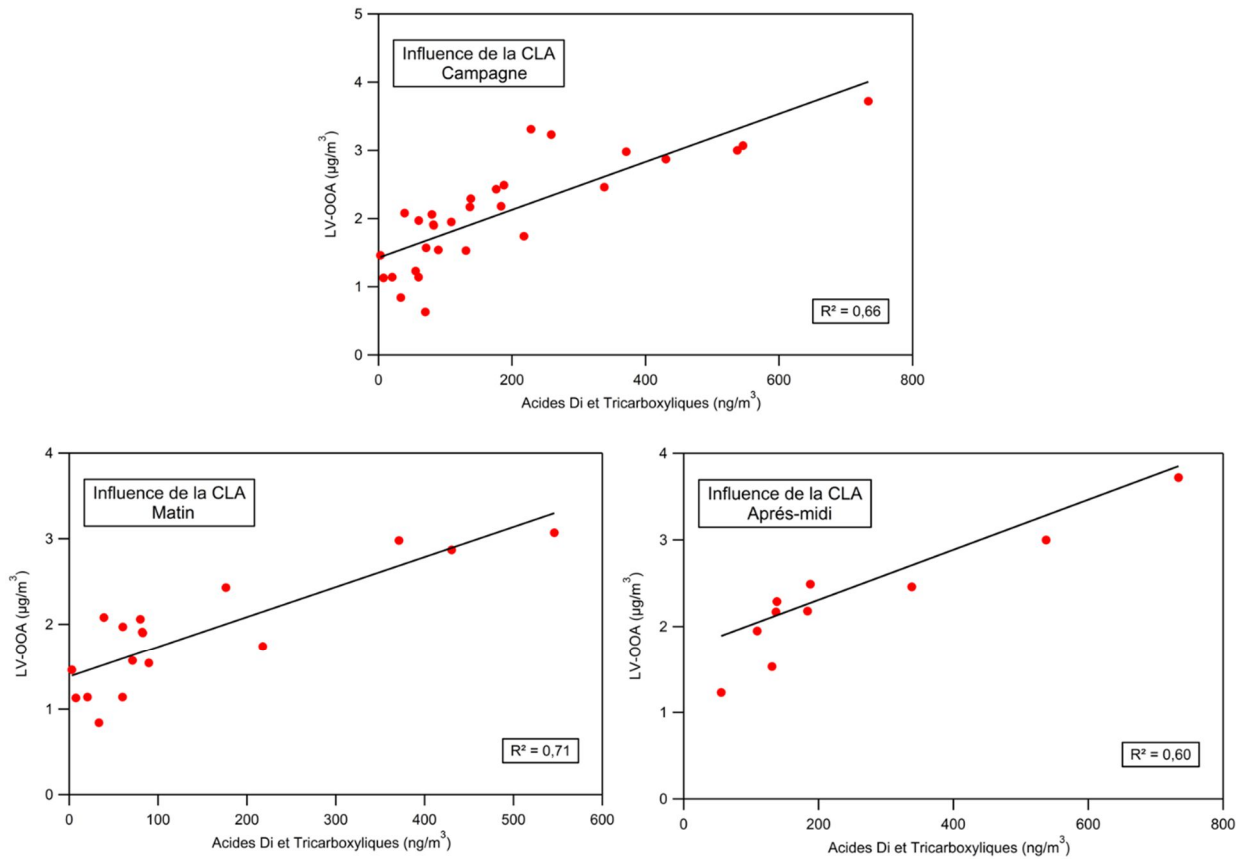 5
4
3
2
1
0
LV-OOA (µg/m³)
Influence de la CLA
Campagne
R² = 0,66
0 200 400 600 800
Acides Di et Tricarboxyliques (ng/m³)
4
3
2
1
0
LV-OOA (µg/m³)
Influence de la CLA
Matin
R² = 0,71
0 100 200 300 400 500 600
Acides Di et Tricarboxyliques (ng/m³)
4
3
2
1
0
LV-OOA (µg/m³)
Influence de la CLA
Aprés-midi
R² = 0,60
0 200 400 600 800
Acides Di et Tricarboxyliques (ng/m³)